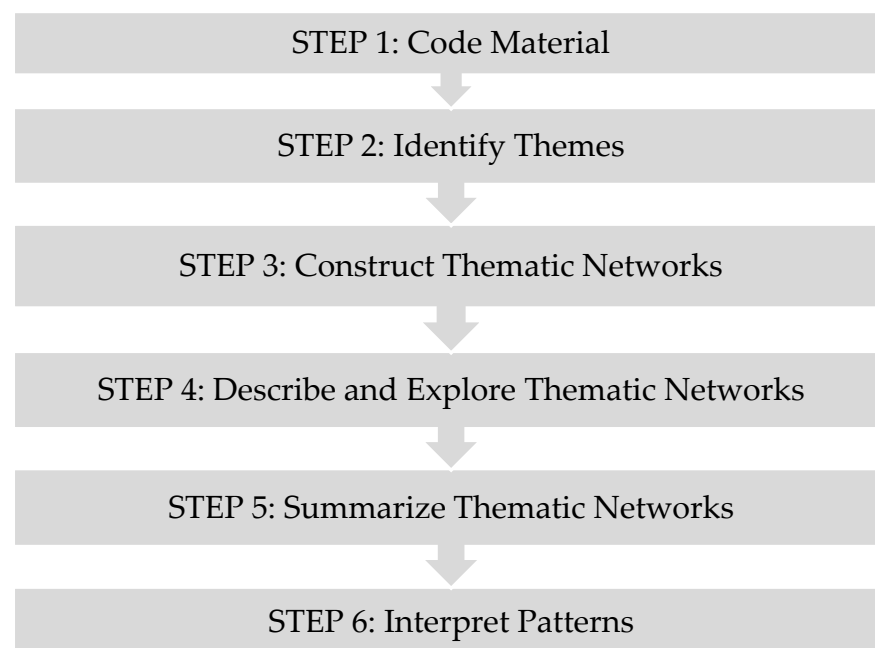 STEP 1: Code Material
STEP 2: Identify Themes
STEP 3: Construct Thematic Networks
STEP 4: Describe and Explore Thematic Networks
STEP 5: Summarize Thematic Networks
STEP 6: Interpret Patterns